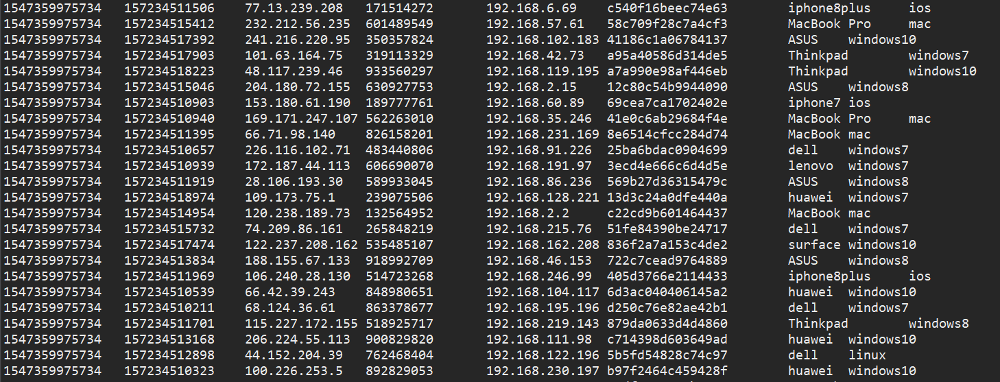 1547359975734 157234511506 77.13.239.208 171514272 192.168.6.69 c540f16beec74e63 iphone8plus ios
1547359975734 157234515412 232.212.56.235 601489549 192.168.57.61 58c709f28c7a4cf3 MacBook Pro mac
1547359975734 157234517392 241.216.220.95 350357824 192.168.102.183 41186c1a06784137 ASUS windows10
1547359975734 157234517903 101.63.164.75 319113329 192.168.42.73 a95a40586d314de5 Thinkpad windows7
1547359975734 157234518223 48.117.239.46 933560297 192.168.119.195 a7a990e98af446eb Thinkpad windows10
1547359975734 157234515046 204.180.72.155 630927753 192.168.2.15 12c80c54b9944090 ASUS windows8
1547359975734 157234510903 153.180.61.190 189777761 192.168.60.89 69cea7ca1702402e iphone7 ios
1547359975734 157234510940 169.171.247.107 562263010 192.168.35.246 41e0c6ab29684f4e MacBook Pro mac
1547359975734 157234511395 66.71.98.140 826158201 192.168.231.169 8e6514cfcc284d74 MacBook mac
1547359975734 157234510657 226.116.102.71 483440806 192.168.91.226 25ba6bdac0904699 dell windows7
1547359975734 157234510939 172.187.44.113 606690070 192.168.191.97 3ecd4e666c6d4d5e lenovo windows7
1547359975734 157234511919 28.106.193.30 589933045 192.168.86.236 569b27d36315479c ASUS windows8
1547359975734 157234518974 109.173.75.1 239075506 192.168.128.221 13d3c24a0dfe440a huawei windows7
1547359975734 157234514954 120.238.189.73 132564952 192.168.2.2 c22cd9b601464437 MacBook mac
1547359975734 157234515732 74.209.86.161 265848219 192.168.215.76 51fe84390be24717 dell windows7
1547359975734 157234517474 122.237.208.162 535485107 192.168.162.208 836f2a7a153c4de2 surface windows10
1547359975734 157234513834 188.155.67.133 918992709 192.168.46.153 722c7cead9764889 ASUS windows8
1547359975734 157234511969 106.240.28.130 514723268 192.168.246.99 405d3766e2114433 iphone8plus ios
1547359975734 157234510539 66.42.39.243 848980651 192.168.104.117 6d3ac040406145a2 huawei windows10
1547359975734 157234510211 68.124.36.61 863378677 192.168.195.196 d250c76e82ae42b1 dell windows7
1547359975734 157234511701 115.227.172.155 518925717 192.168.219.143 879da0633d4d4860 Thinkpad windows8
1547359975734 157234513168 206.224.55.113 900829820 192.168.111.98 c714398d603649ad huawei windows10
1547359975734 157234512898 44.152.204.39 762468404 192.168.122.196 5b5fd54828c74c97 dell linux
1547359975734 157234510323 100.226.253.5 892829053 192.168.230.197 b97f2464c459428f huawei windows10